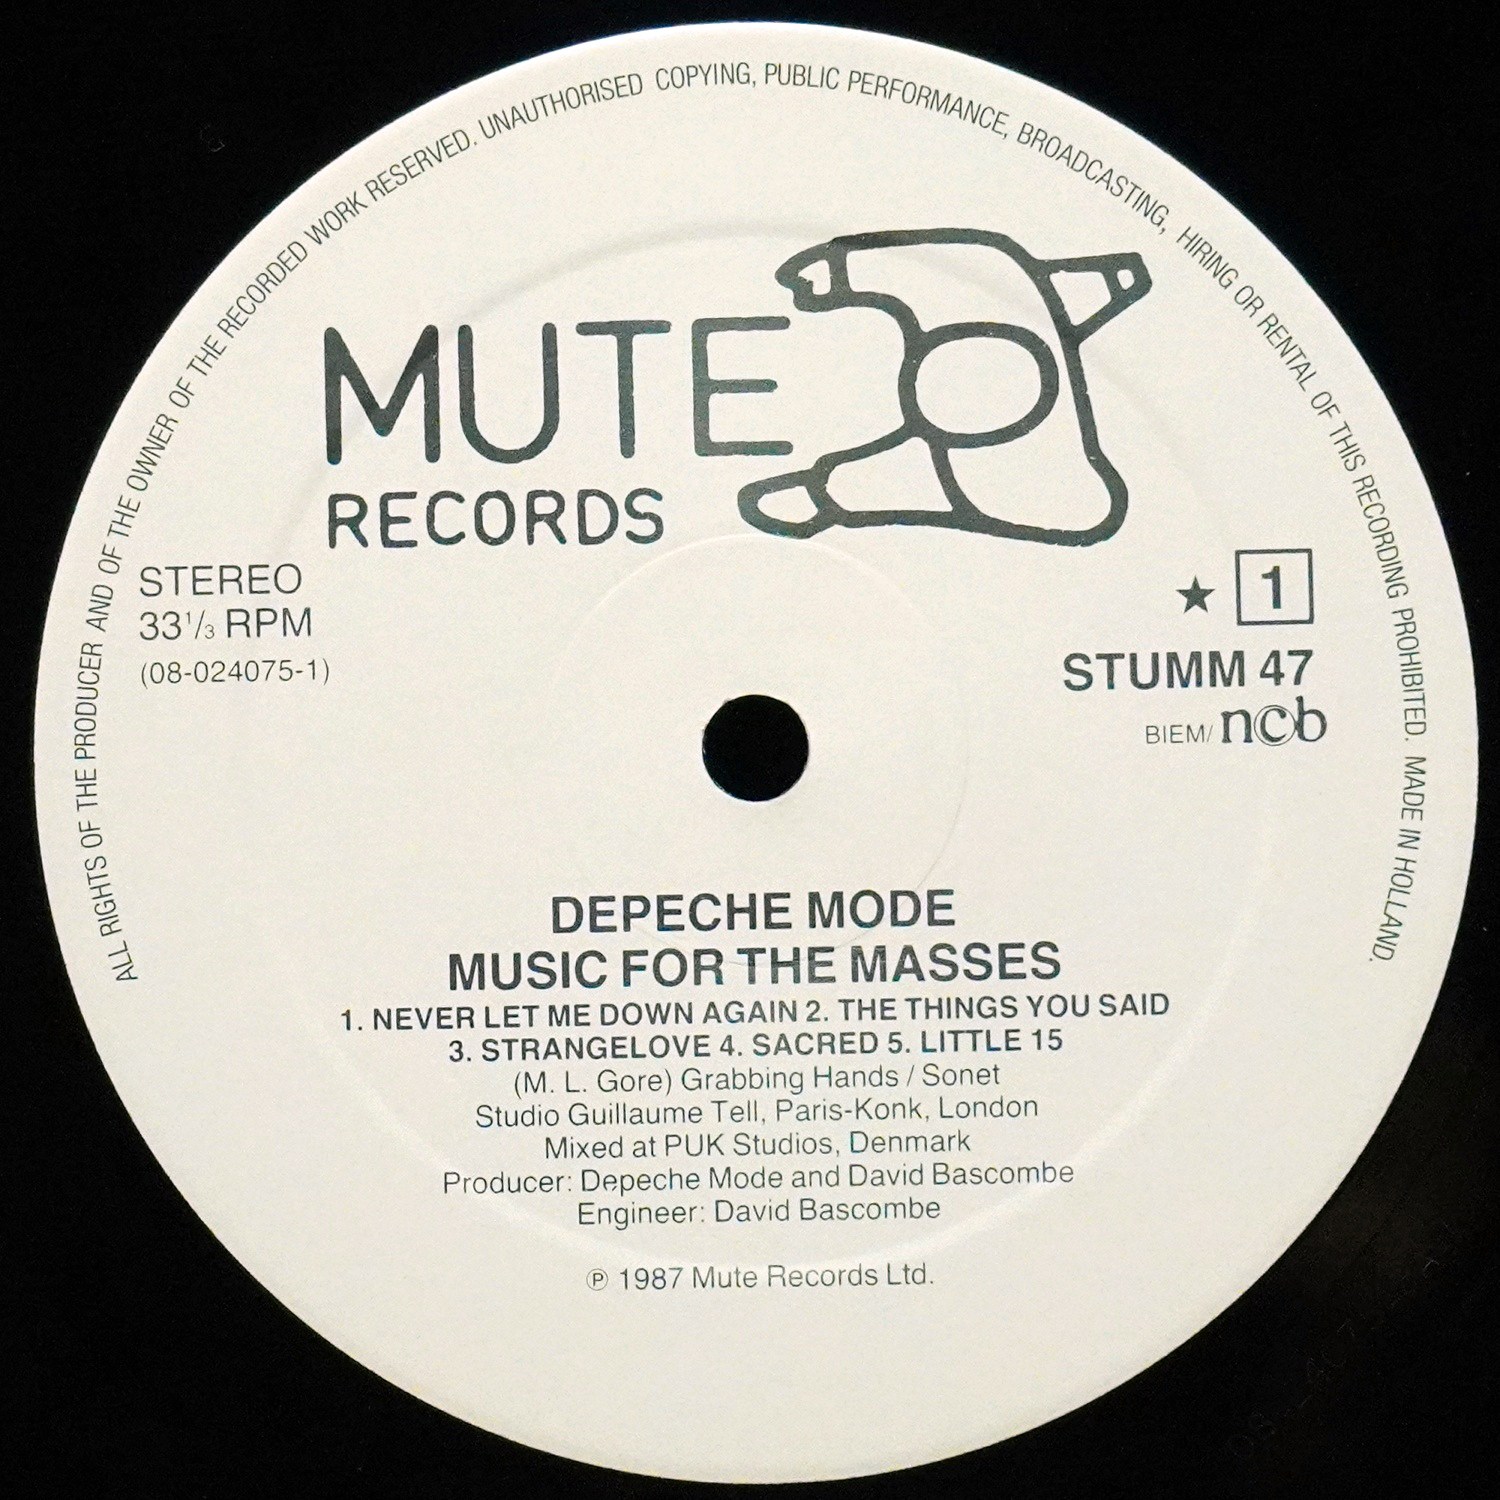 ALL RIGHTS OF THE PRODUCER AND OF THE OWNER OF THE RECORDED WORK RESERVED. UNAUTHORISED COPYING, PUBLIC PERFORMANCE, BROADCASTING, HIRING OR RENTAL OF THIS RECORDING PROHIBITED. MADE IN HOLLAND.
MUTE
RECORDS
STEREO
33 1/3 RPM
(08-024075-1)
★ 1
STUMM 47
BIEM/ ncb
DEPECHE MODE
MUSIC FOR THE MASSES
1. NEVER LET ME DOWN AGAIN 2. THE THINGS YOU SAID
3. STRANGELOVE 4. SACRED 5. LITTLE 15
(M. L. Gore) Grabbing Hands / Sonet
Studio Guillaume Tell, Paris-Konk, London
Mixed at PUK Studios, Denmark
Producer: Depeche Mode and David Bascombe
Engineer: David Bascombe
℗ 1987 Mute Records Ltd.